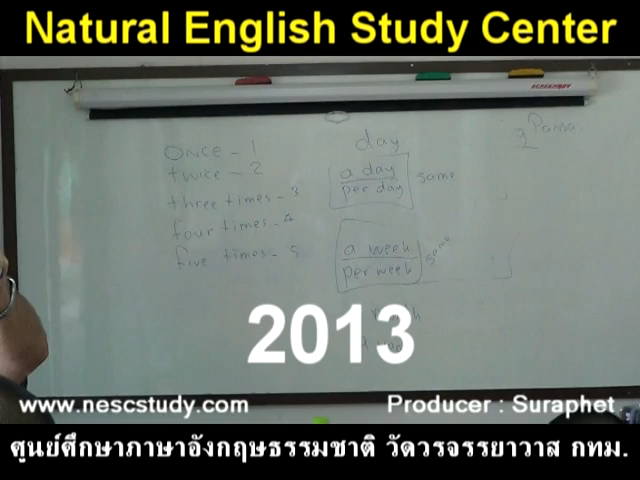 Natural English Study Center
SCREENBOY
day
ONCE - 1
twice - 2
three times - 3
four times - 4
five times - 5
a day
per day
same
a week
per week
same
2013
www.nescstudy.com
Producer : Suraphet
ศูนย์ศึกษาภาษาอังกฤษธรรมชาติ วัดวรจรรยาวาส กทม.